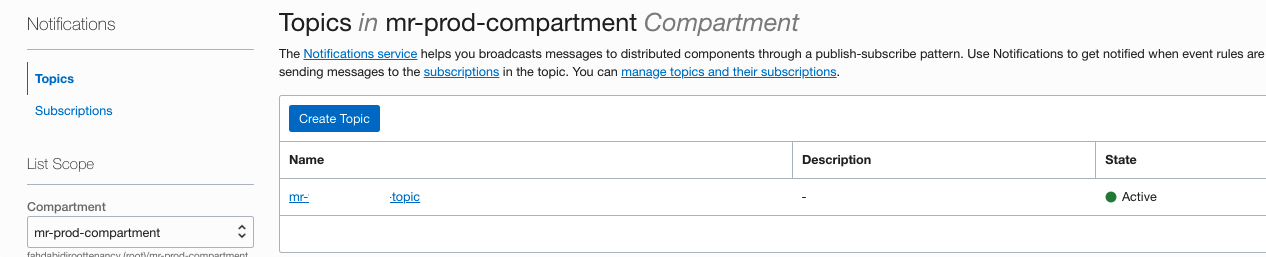 Notifications
Topics
Subscriptions
List Scope
Compartment
mr-prod-compartment
fahdabidiroottenancy (root)/mr-prod-compartment
Topics in mr-prod-compartment Compartment
The Notifications service helps you broadcasts messages to distributed components through a publish-subscribe pattern. Use Notifications to get notified when event rules are
sending messages to the subscriptions in the topic. You can manage topics and their subscriptions.
Create Topic
Name Description State
mr- -topic - Active